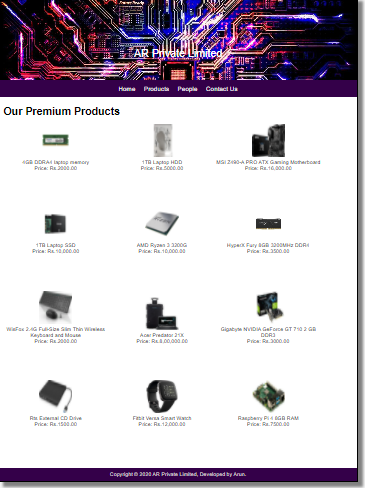 AR Private Limited
Home Products People Contact Us
Our Premium Products
4GB DDRA4 laptop memory
Price: Rs.2000.00
1TB Laptop HDD
Price: Rs.5000.00
MSI Z490-A PRO ATX Gaming Motherboard
Price: Rs.16,000.00
1TB Laptop SSD
Price: Rs.10,000.00
AMD Ryzen 3 3200G
Price: Rs.10,000.00
HyperX Fury 8GB 3200MHz DDR4
Price: Rs.3500.00
WisFox 2.4G Full-Size Slim Thin Wireless
Keyboard and Mouse
Price: Rs.2000.00
Acer Predator 21X
Price: Rs.8,00,000.00
Gigabyte NVIDIA GeForce GT 710 2 GB
DDR3
Price: Rs.3000.00
Rts External CD Drive
Price: Rs.1500.00
Fitbit Versa Smart Watch
Price: Rs.12,000.00
Raspberry Pi 4 8GB RAM
Price: Rs.7500.00
Copyright © 2020 AR Private Limited, Developed by Arun.